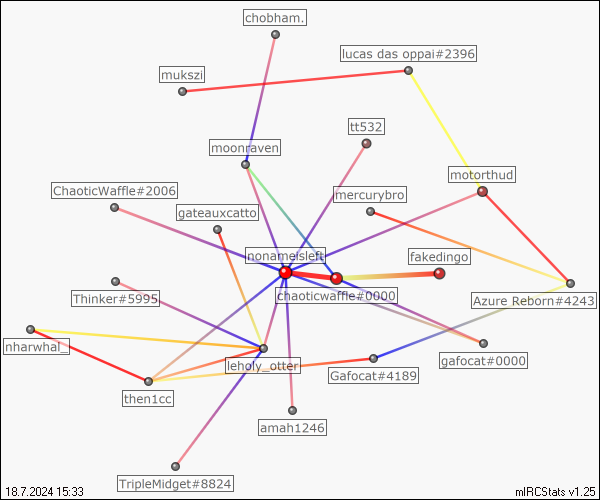 chobham.
lucas das oppai#2396
mukszi
tt532
moonraven
motorthud
ChaoticWaffle#2006
mercurybro
gateauxcatto
nonameisleft
fakedingo
chaoticwaffle#0000
Thinker#5995
Azure Reborn#4243
nharwhal_
leholy_otter
gafocat#0000
Gafocat#4189
then1cc
amah1246
TripleMidget#8824
18.7.2024 15:33
mIRCStats v1.25